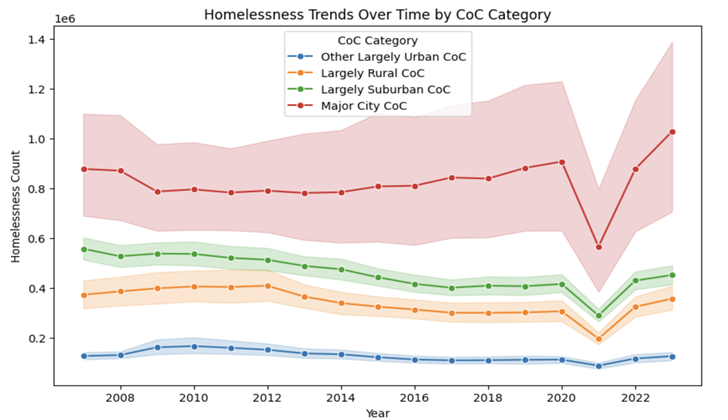 Homelessness Trends Over Time by CoC Category
1e6
CoC Category
Other Largely Urban CoC
Largely Rural CoC
Largely Suburban CoC
Major City CoC
1.4
1.2
1.0
0.8
0.6
0.4
0.2
Homelessness Count
2008
2010
2012
2014
2016
2018
2020
2022
Year